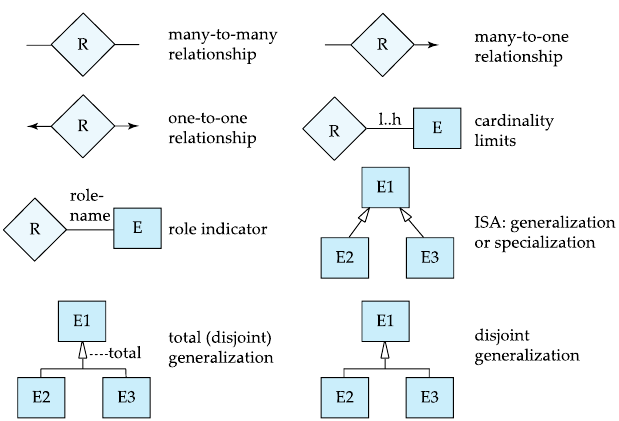 R
many-to-many
relationship
R
many-to-one
relationship
R
one-to-one
relationship
R
l..h
E
cardinality
limits
R
role-
name
E
role indicator
E1
E2
E3
ISA: generalization
or specialization
E1
----total
E2
E3
total (disjoint)
generalization
E1
E2
E3
disjoint
generalization